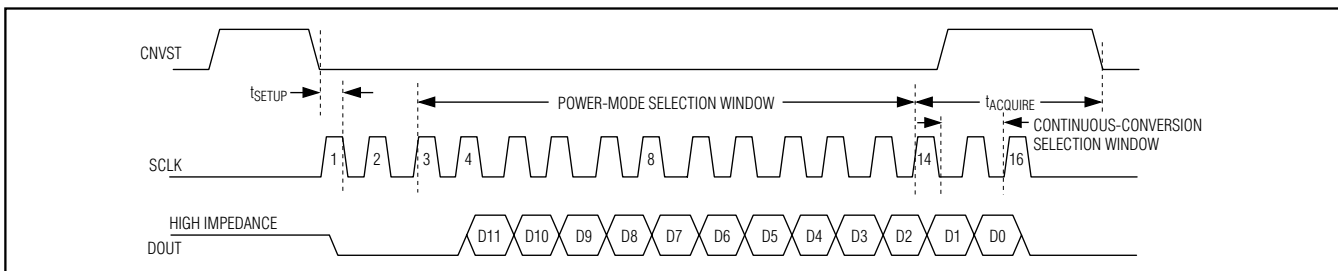 CNVST
tSETUP
POWER-MODE SELECTION WINDOW
tACQUIRE
CONTINUOUS-CONVERSION
SELECTION WINDOW
SCLK
1 2 3 4 8 14 16
HIGH IMPEDANCE
DOUT
D11 D10 D9 D8 D7 D6 D5 D4 D3 D2 D1 D0